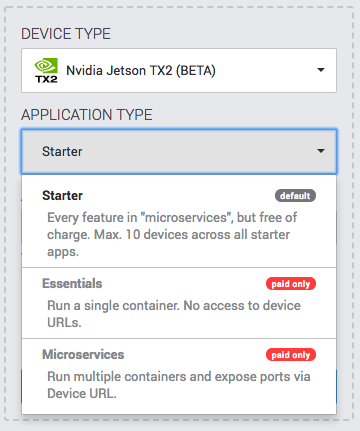 DEVICE TYPE
TX2 Nvidia Jetson TX2 (BETA)
APPLICATION TYPE
Starter
Starter default
Every feature in "microservices", but free of
charge. Max. 10 devices across all starter
apps.
Essentials paid only
Run a single container. No access to device
URLs.
Microservices paid only
Run multiple containers and expose ports via
Device URL.